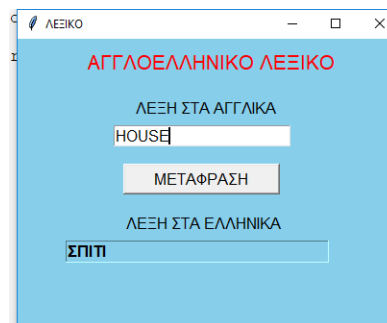 ΛΕΞΙΚΟ
ΑΓΓΛΟΕΛΛΗΝΙΚΟ ΛΕΞΙΚΟ
ΛΕΞΗ ΣΤΑ ΑΓΓΛΙΚΑ
HOUSE
ΜΕΤΑΦΡΑΣΗ
ΛΕΞΗ ΣΤΑ ΕΛΛΗΝΙΚΑ
ΣΠΙΤΙ